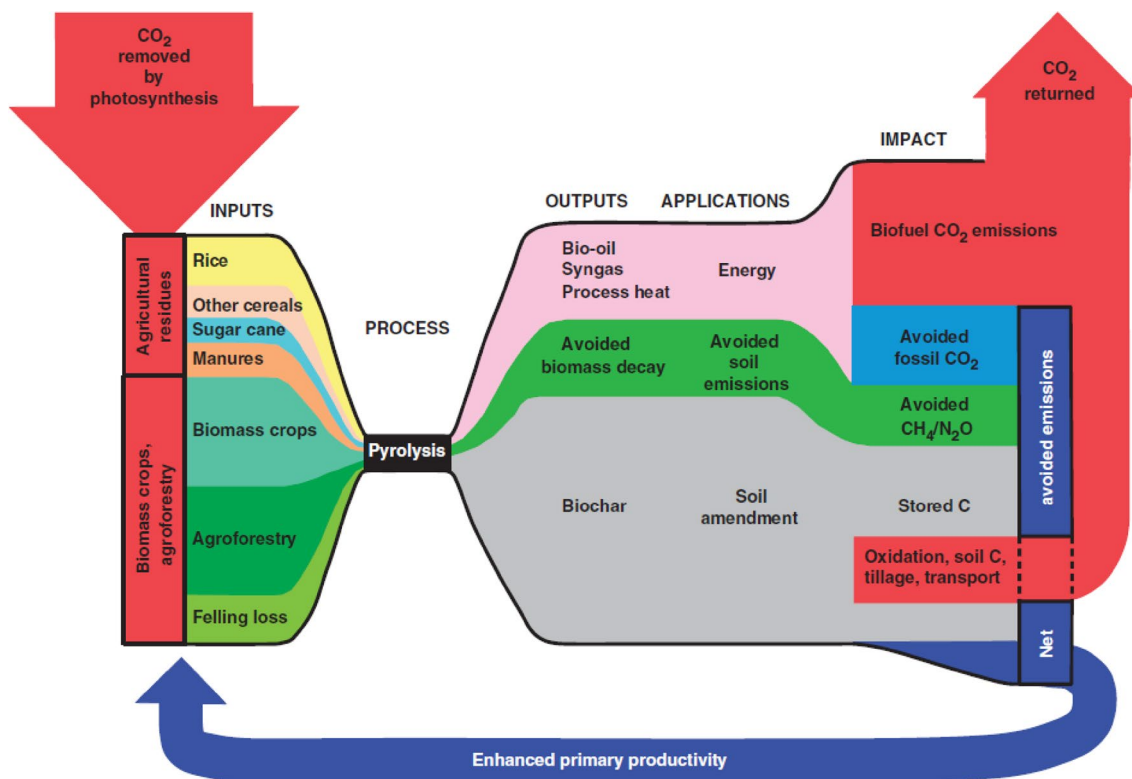 CO₂
removed
by
photosynthesis
CO₂
returned
IMPACT
INPUTS
OUTPUTS
APPLICATIONS
PROCESS
Agricultural
residues
Rice
Other cereals
Sugar cane
Manures
Biomass crops,
agroforestry
Biomass crops
Agroforestry
Felling loss
Pyrolysis
Bio-oil
Syngas
Process heat
Energy
Biofuel CO₂ emissions
Avoided
biomass decay
Avoided
soil
emissions
Avoided
fossil CO₂
Avoided
CH₄/N₂O
Biochar
Soil
amendment
Stored C
Oxidation, soil C,
tillage, transport
avoided emissions
Net
Enhanced primary productivity